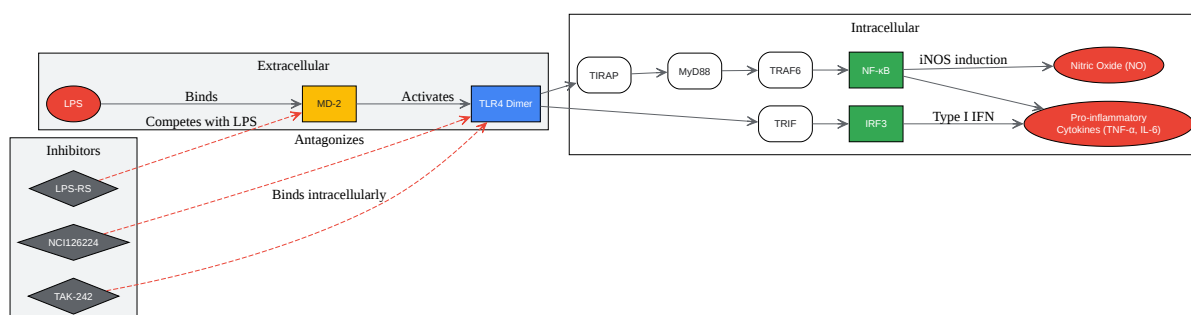 Extracellular
LPS
Binds
MD-2
Activates
TLR4 Dimer
Competes with LPS
Antagonizes
Binds intracellularly
Inhibitors
LPS-RS
NCI126224
TAK-242
Intracellular
TIRAP
MyD88
TRAF6
NF-κB
iNOS induction
Nitric Oxide (NO)
TRIF
IRF3
Type I IFN
Pro-inflammatory
Cytokines (TNF-α, IL-6)